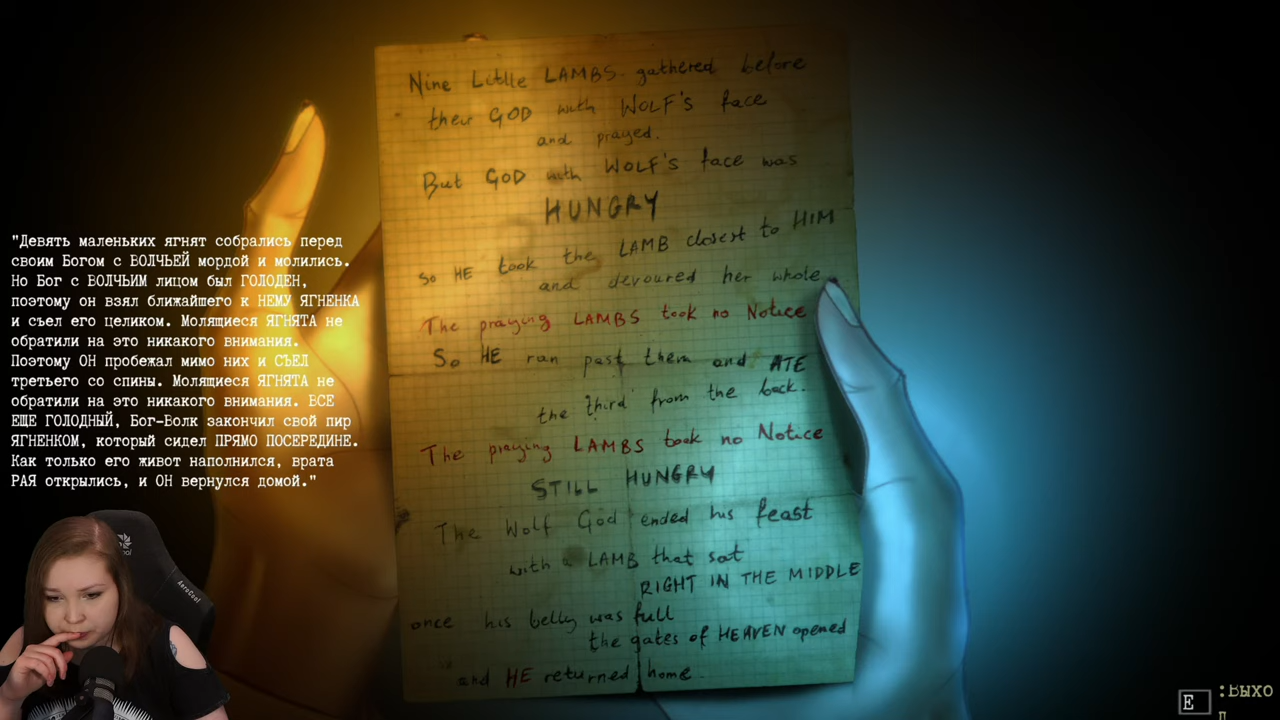 Nine Little LAMBS gathered before
their GOD with WOLF'S face
and prayed.
But GOD with WOLF'S face was
HUNGRY
so HE took the LAMB closest to HIM
and devoured her whole
The praying LAMBS took no Notice
So HE ran past them and ATE
the third from the back.
The praying LAMBS took no Notice
STILL HUNGRY
The Wolf God ended his feast
with a LAMB that sat
RIGHT IN THE MIDDLE
once his belly was full
the gates of HEAVEN opened
and HE returned home.
"Девять маленьких ягнят собрались перед
своим Богом с ВОЛЧЬЕЙ мордой и молились.
Но Бог с ВОЛЧЬИМ лицом был ГОЛОДЕН,
поэтому он взял ближайшего к НЕМУ ЯГНЕНКА
и съел его целиком. Молящиеся ЯГНЯТА не
обратили на это никакого внимания.
Поэтому ОН пробежал мимо них и СЪЕЛ
третьего со спины. Молящиеся ЯГНЯТА не
обратили на это никакого внимания. ВСЕ
ЕЩЕ ГОЛОДНЫЙ, Бог-Волк закончил свой пир
ЯГНЕНКОМ, который сидел ПРЯМО ПОСЕРЕДИНЕ.
Как только его живот наполнился, врата
РАЯ открылись, и ОН вернулся домой."
E :Выхо